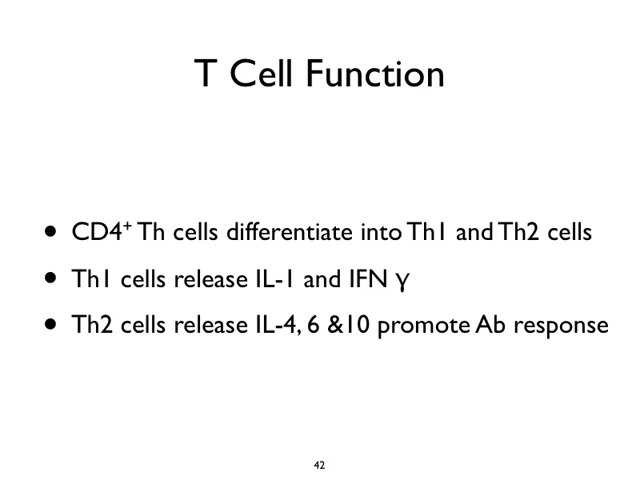 T Cell Function
• CD4⁺ Th cells differentiate into Th1 and Th2 cells
• Th1 cells release IL-1 and IFN γ
• Th2 cells release IL-4, 6 &10 promote Ab response
42